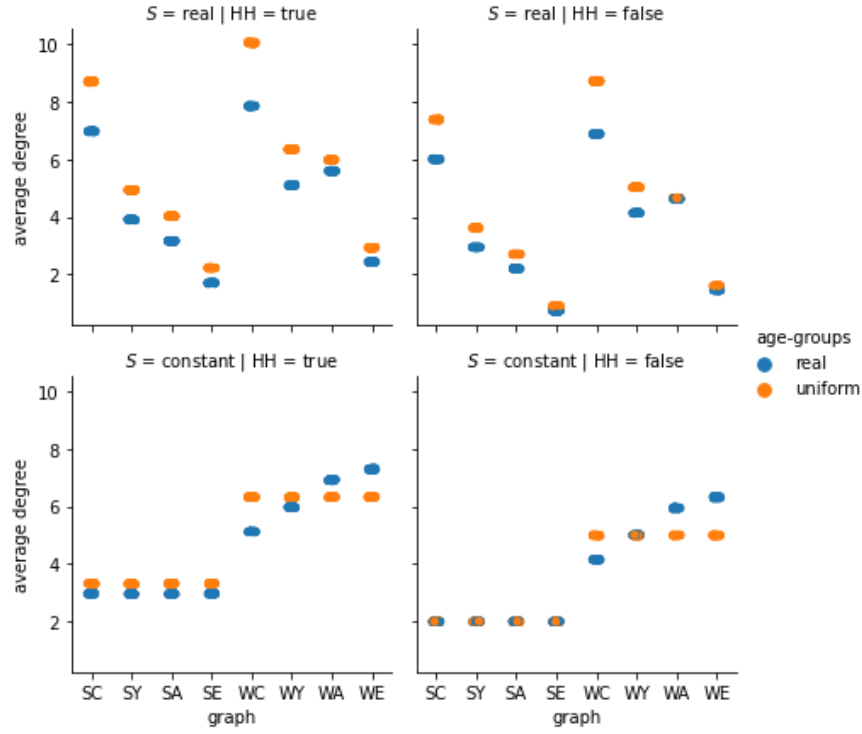 S = real | HH = true
S = real | HH = false
average degree
10
8
6
4
2
age-groups
real
uniform
S = constant | HH = true
S = constant | HH = false
average degree
10
8
6
4
2
SC SY SA SE WC WY WA WE
graph
SC SY SA SE WC WY WA WE
graph